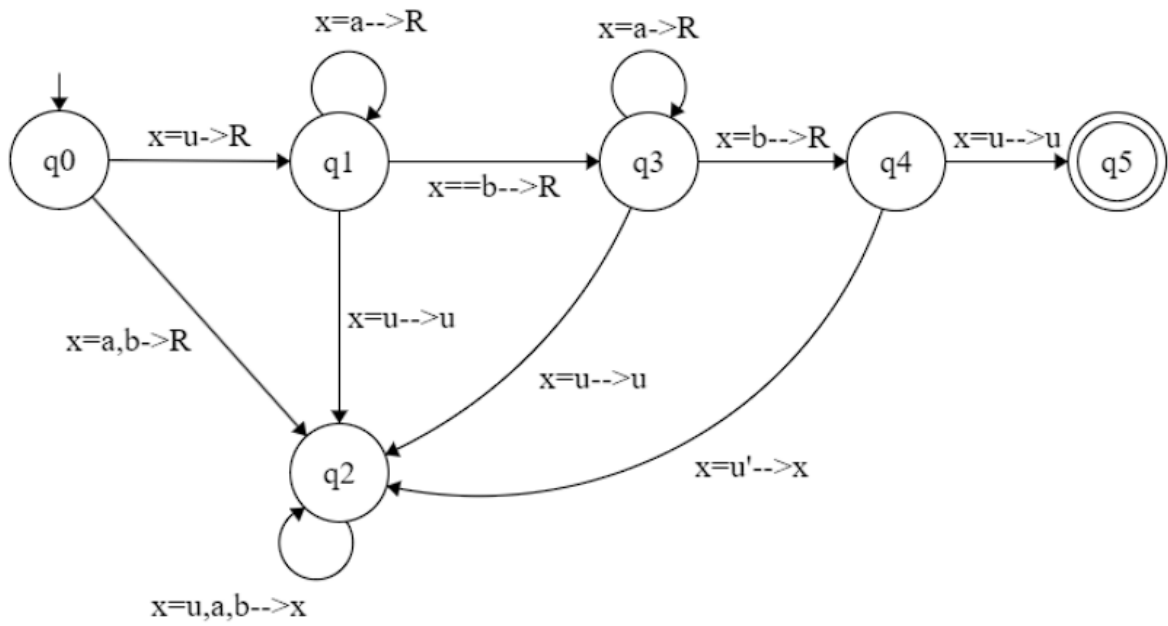 x=a-->R
x=a->R
x=u->R
x=b-->R
x=u-->u
q0
q1
q3
q4
q5
x==b-->R
x=u-->u
x=a,b->R
x=u-->u
x=u'-->x
q2
x=u,a,b-->x